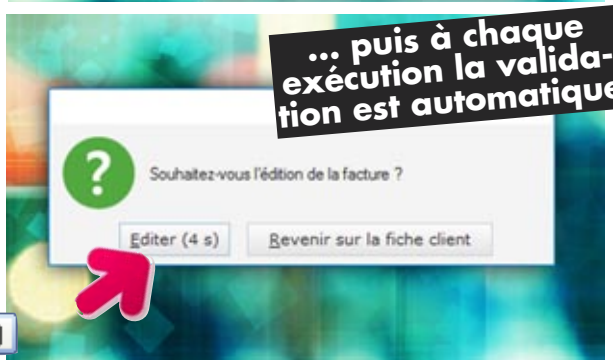 ... puis à chaque
exécution la valida-
tion est automatique
?
Souhaitez-vous l'édition de la facture ?
Editer (4 s)
Revenir sur la fiche client